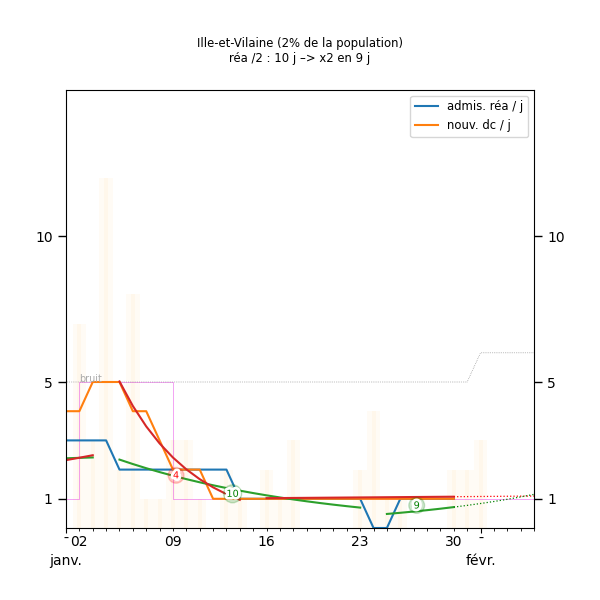 Ille-et-Vilaine (2% de la population)
réa /2 : 10 j –> x2 en 9 j
admis. réa / j
nouv. dc / j
10
10
bruit
5
5
4
10
9
1
1
02
09
16
23
30
-
janv.
févr.